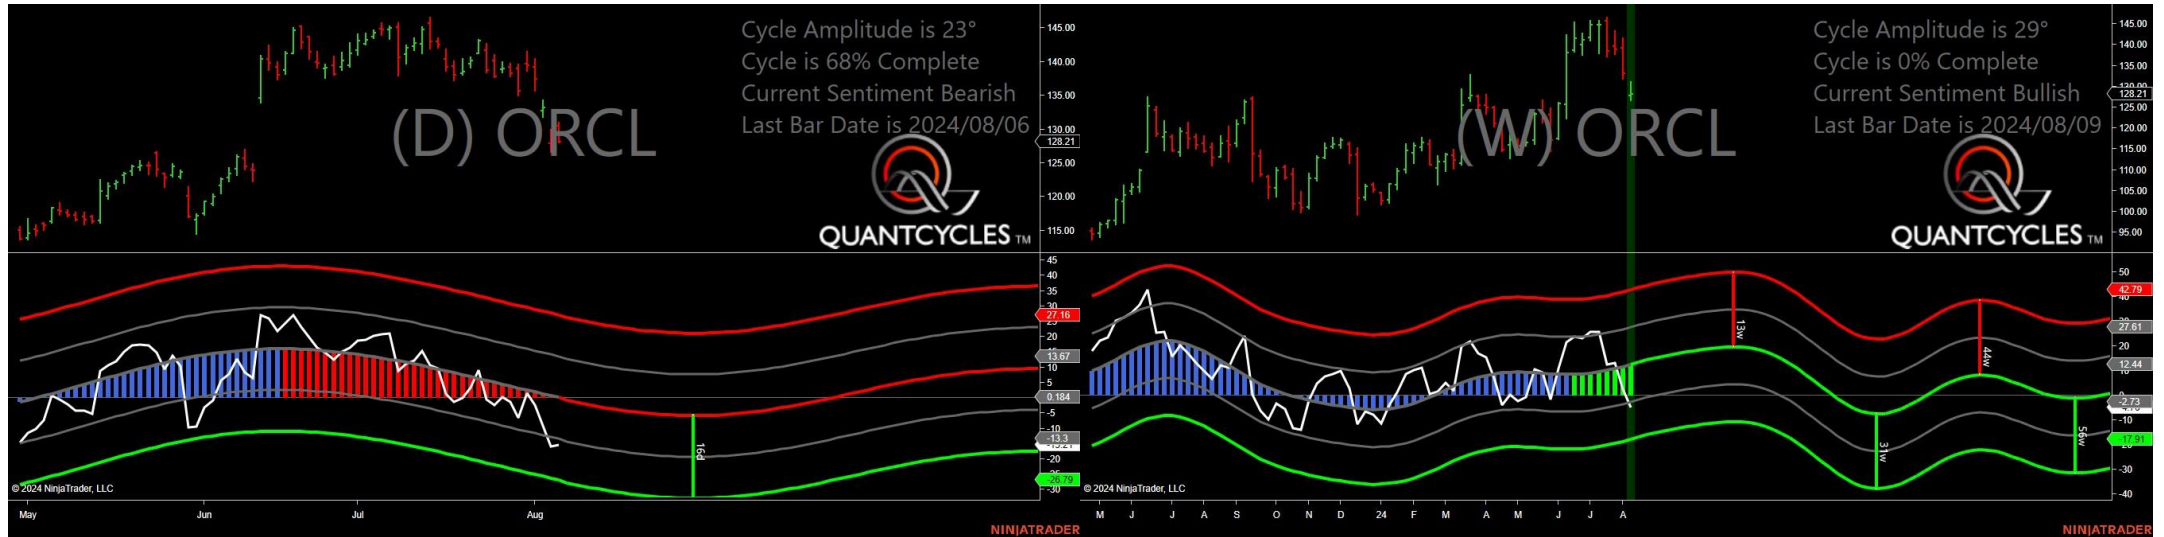 Cycle Amplitude is 23°
Cycle is 68% Complete
Current Sentiment Bearish
Last Bar Date is 2024/08/06
(D) ORCL
QUANTCYCLES TM
145.00
140.00
135.00
130.00
128.21
125.00
120.00
115.00
45
40
35
30
27.16
25
15
13.67
10
5
0.184
-5
-10
-13.3
-20
-26.79
-30
16d
© 2024 NinjaTrader, LLC
May Jun Jul Aug
NINJATRADER
Cycle Amplitude is 29°
Cycle is 0% Complete
Current Sentiment Bullish
Last Bar Date is 2024/08/09
(W) ORCL
QUANTCYCLES TM
145.00
140.00
135.00
130.00
128.21
125.00
120.00
115.00
110.00
105.00
100.00
95.00
50
42.79
40
27.61
20
12.44
-2.73
-10
-17.91
-30
-40
13w
31w
44w
56w
© 2024 NinjaTrader, LLC
M J J A S O N D 24 F M A M J J A
NINJATRADER